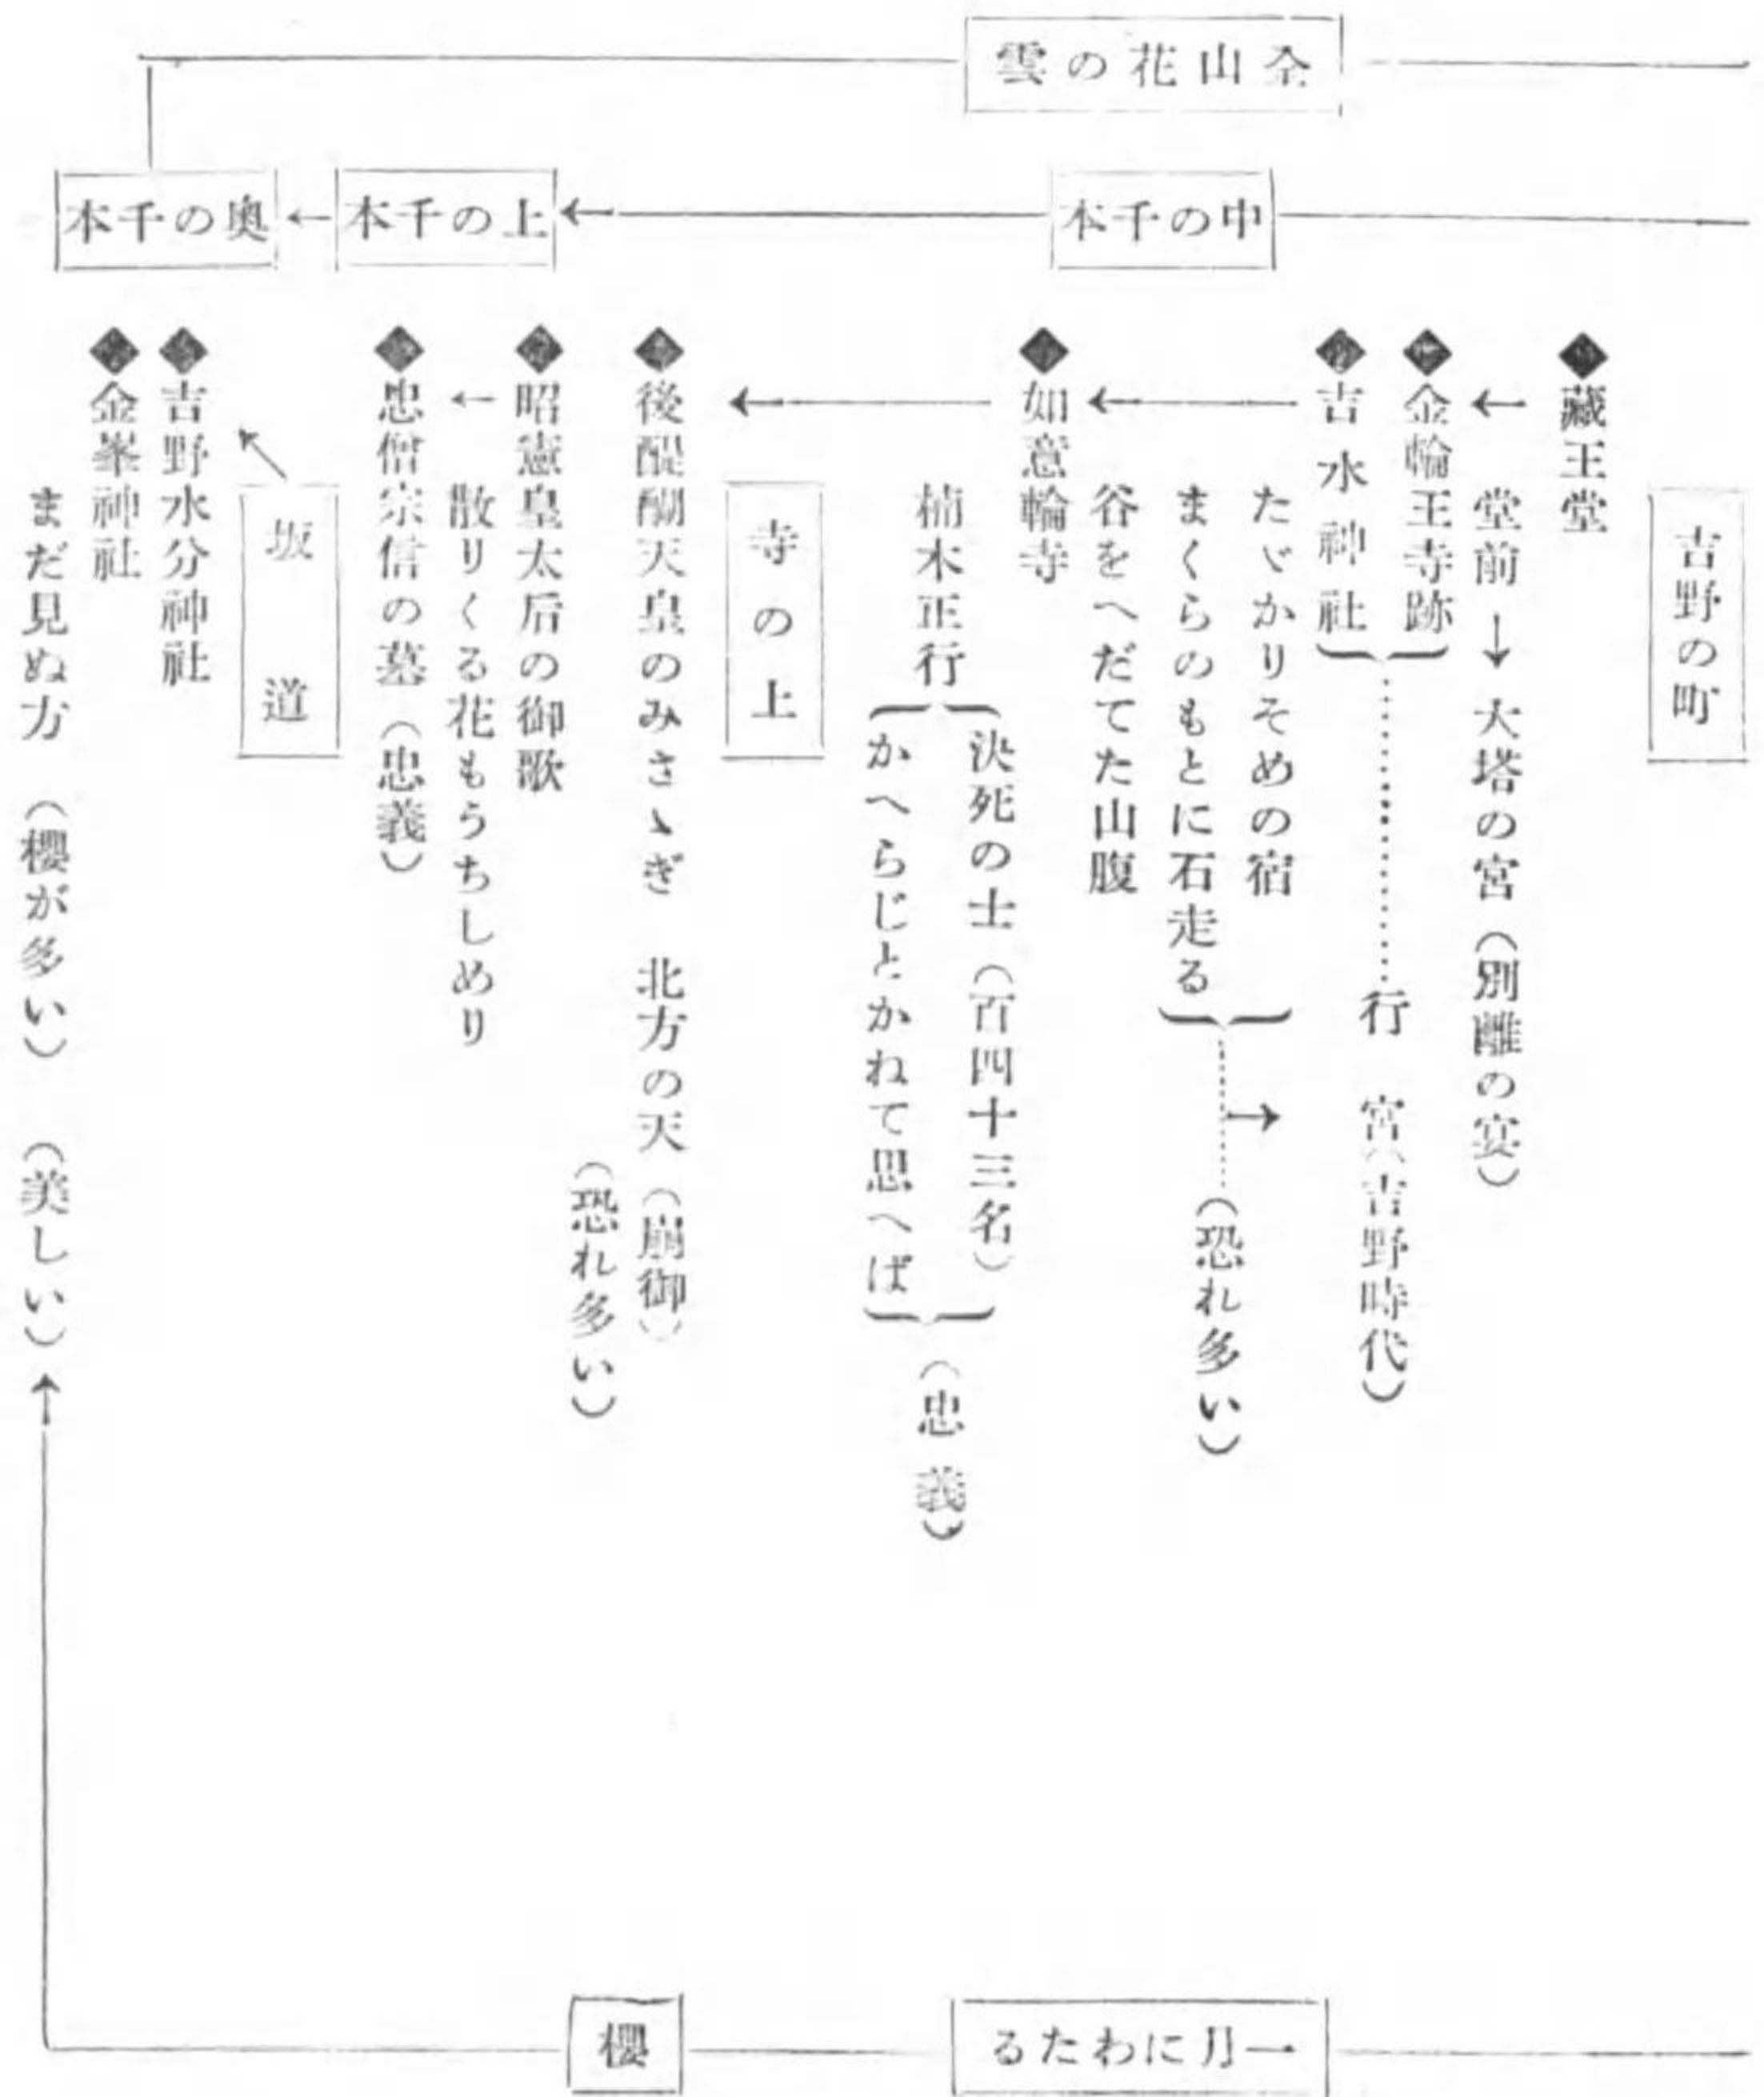 全山花の雲
中の千本
上の千本
奥の千本
吉野の町
◆藏王堂
堂前→大塔の宮（別離の宴）
◆金輪王寺跡
◆吉水神社
行宮（吉野時代）
たゞかりそめの宿
まくらのもとに石走る
（恐れ多い）
谷をへだてた山腹
◆如意輪寺
楠木正行
決死の士（百四十三名）
かへらじとかねて思へば
（忠義）
寺の上
◆後醍醐天皇のみさゝぎ　北方の天（崩御）
（恐れ多い）
◆昭憲皇太后の御歌
散りくる花もうちしめり
◆忠僧宗信の墓（忠義）
坂道
◆吉野水分神社
◆金峯神社
まだ見ぬ方　（櫻が多い）　（美しい）
一月にわたる
櫻